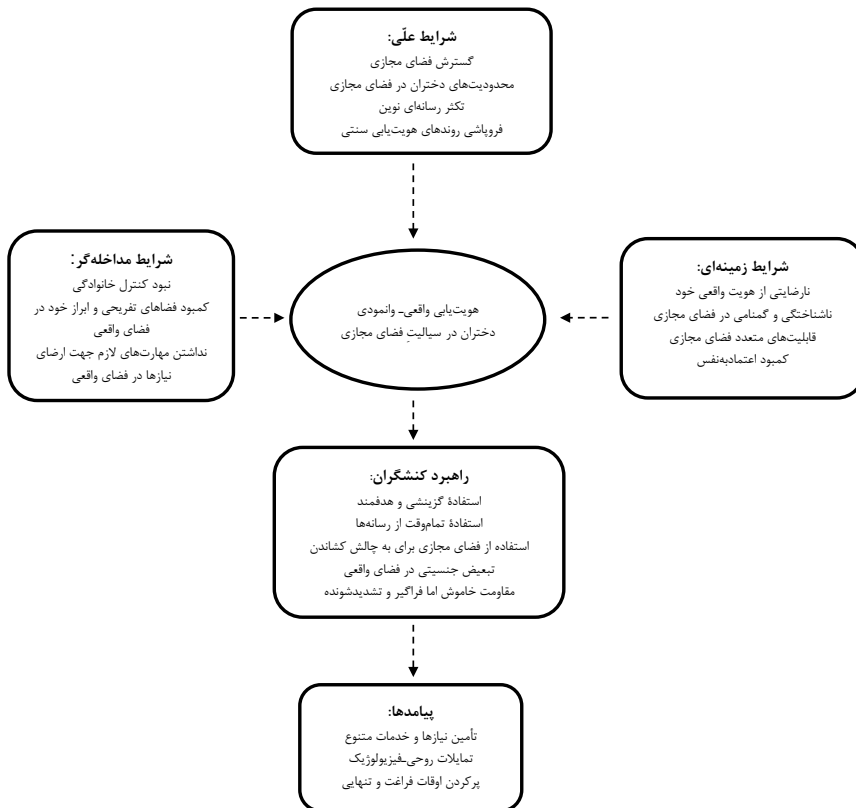 شرایط علّی:
گسترش فضای مجازی
محدودیت‌های دختران در فضای مجازی
تکثر رسانه‌ای نوین
فروپاشی روندهای هویت‌یابی سنتی
شرایط زمینه‌ای:
نارضایتی از هویت واقعی خود
ناشناختگی و گمنامی در فضای مجازی
قابلیت‌های متعدد فضای مجازی
کمبود اعتمادبه‌نفس
هویت‌یابی واقعی‌ـ وانمودی
دختران در سیالیتِ فضای مجازی
شرایط مداخله‌گر:
نبود کنترل خانوادگی
کمبود فضاهای تفریحی و ابراز خود در
فضای واقعی
نداشتن مهارت‌های لازم جهت ارضای
نیازها در فضای واقعی
راهبرد کنشگران:
استفادهٔ گزینشی و هدفمند
استفادهٔ تمام‌وقت از رسانه‌ها
استفاده از فضای مجازی برای به چالش کشاندن
تبعیض جنسیتی در فضای واقعی
مقاومت خاموش اما فراگیر و تشدیدشونده
پیامدها:
تأمین نیازها و خدمات متنوع
تمایلات روحی‌ـفیزیولوژیک
پرکردن اوقات فراغت و تنهایی